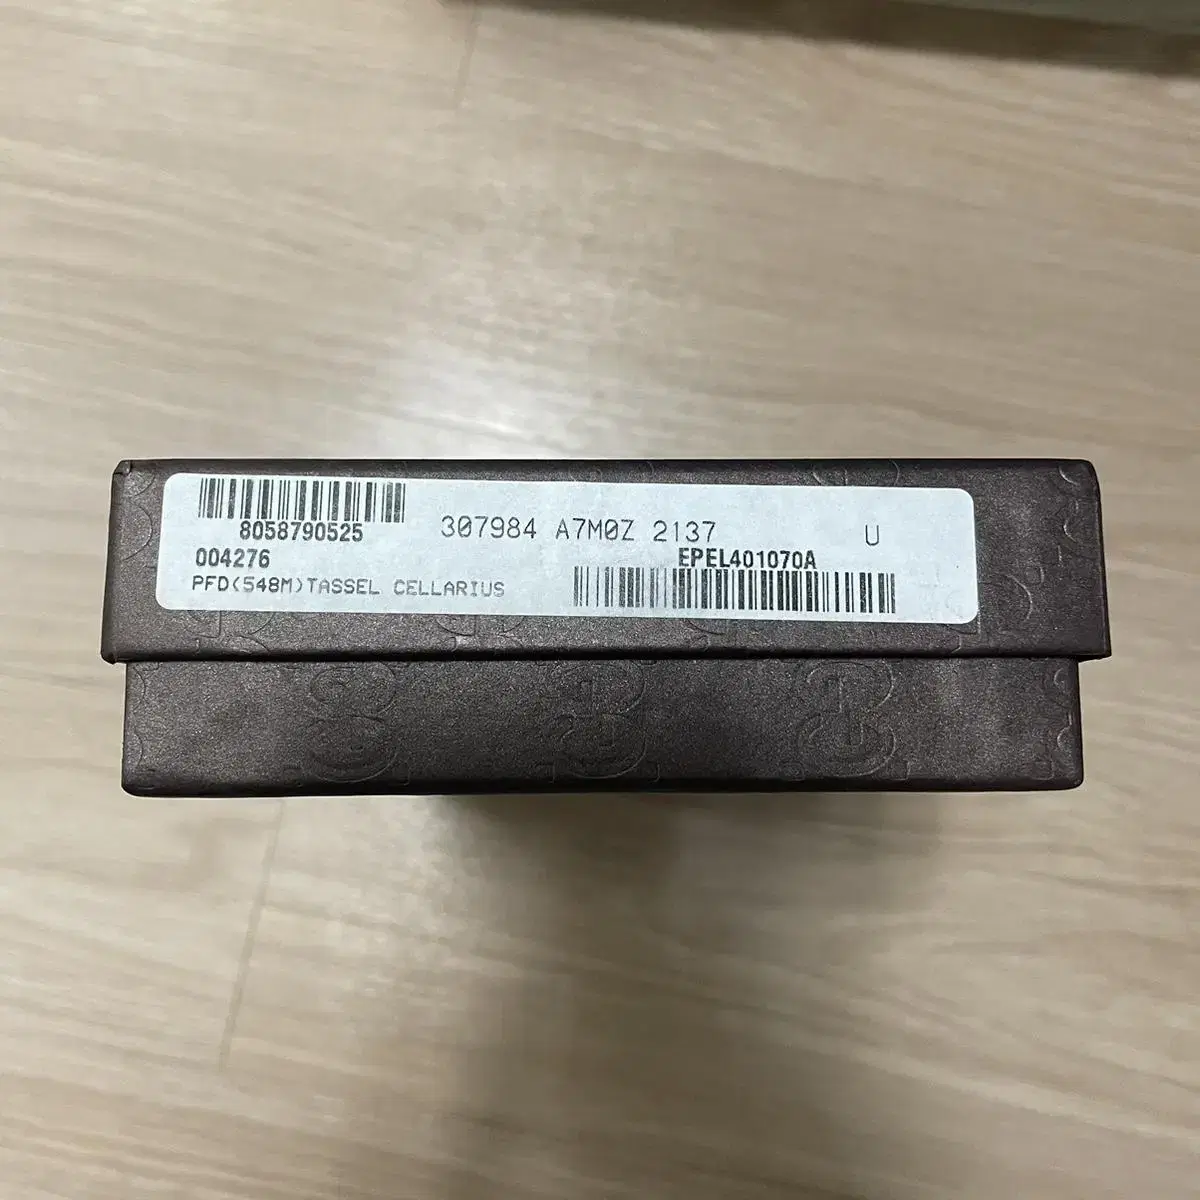 8058790525
307984 A7M0Z 2137 U
004276
EPEL401070A
PFD(548M)TASSEL CELLARIUS